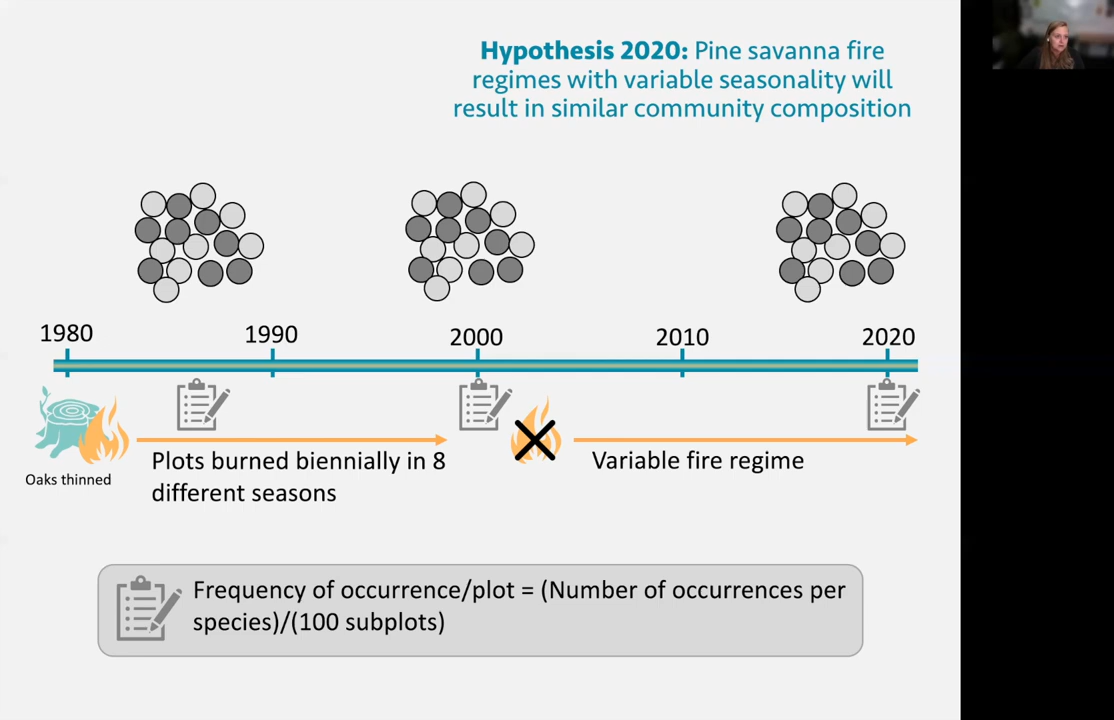 Hypothesis 2020: Pine savanna fire
regimes with variable seasonality will
result in similar community composition
1980
1990
2000
2010
2020
Oaks thinned
Plots burned biennially in 8
different seasons
Variable fire regime
Frequency of occurrence/plot = (Number of occurrences per
species)/(100 subplots)